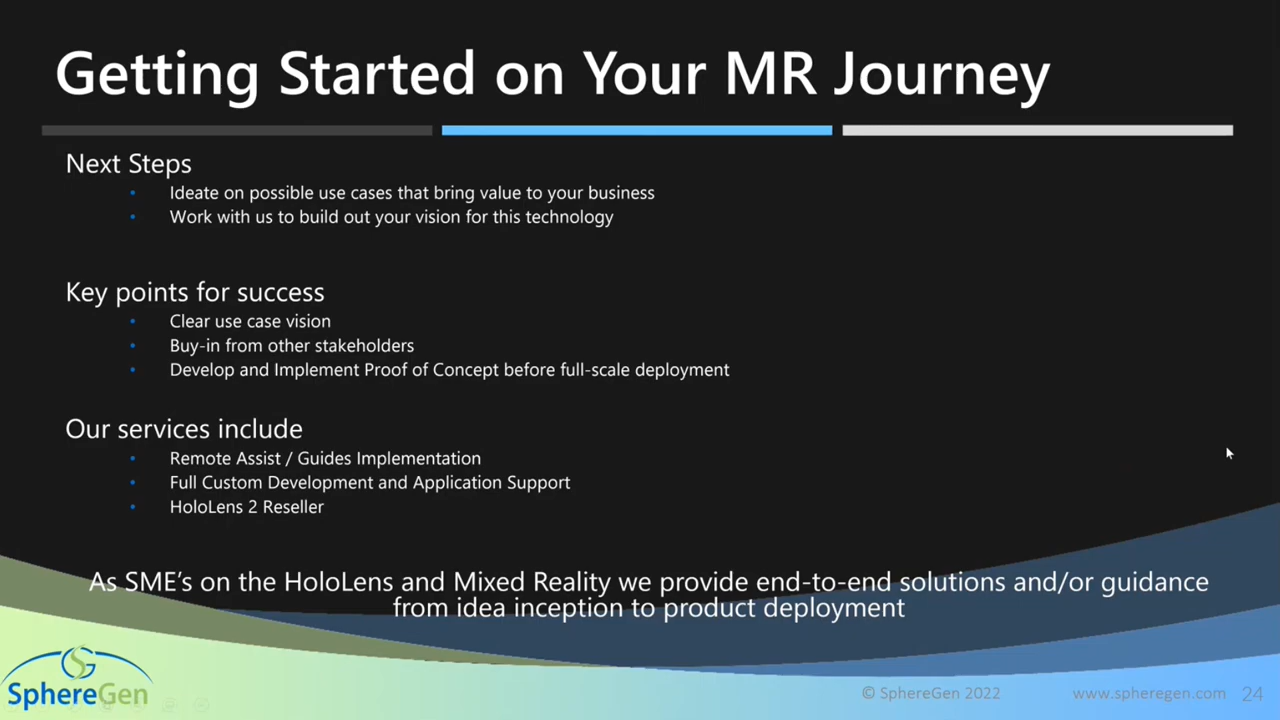 Getting Started on Your MR Journey
Next Steps
• Ideate on possible use cases that bring value to your business
• Work with us to build out your vision for this technology
Key points for success
• Clear use case vision
• Buy-in from other stakeholders
• Develop and Implement Proof of Concept before full-scale deployment
Our services include
• Remote Assist / Guides Implementation
• Full Custom Development and Application Support
• HoloLens 2 Reseller
As SME’s on the HoloLens and Mixed Reality we provide end-to-end solutions and/or guidance
from idea inception to product deployment
SG
SphereGen
© SphereGen 2022 www.spheregen.com 24